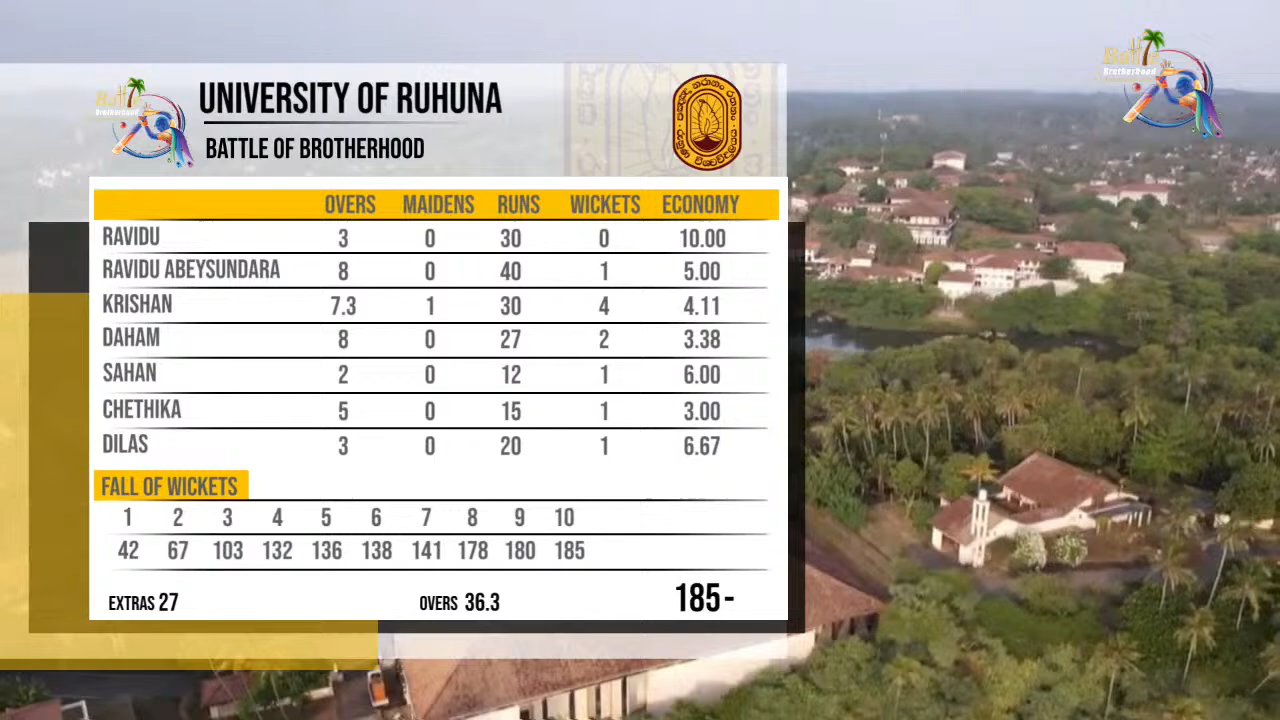 Battle
Brotherhood
UNIVERSITY OF RUHUNA
BATTLE OF BROTHERHOOD
Battle
Brotherhood
OVERS MAIDENS RUNS WICKETS ECONOMY
RAVIDU 3 0 30 0 10.00
RAVIDU ABEYSUNDARA 8 0 40 1 5.00
KRISHAN 7.3 1 30 4 4.11
DAHAM 8 0 27 2 3.38
SAHAN 2 0 12 1 6.00
CHETHIKA 5 0 15 1 3.00
DILAS 3 0 20 1 6.67
FALL OF WICKETS
1 2 3 4 5 6 7 8 9 10
42 67 103 132 136 138 141 178 180 185
EXTRAS 27 OVERS 36.3 185-